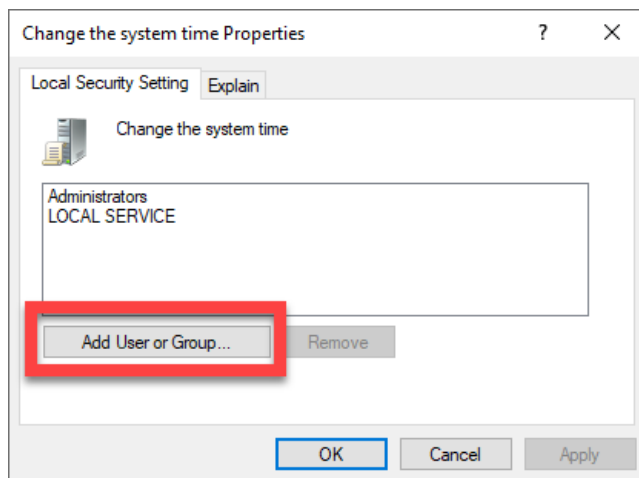 Change the system time Properties
?
Local Security Setting
Explain
Change the system time
Administrators
LOCAL SERVICE
Add User or Group...
Remove
OK
Cancel
Apply